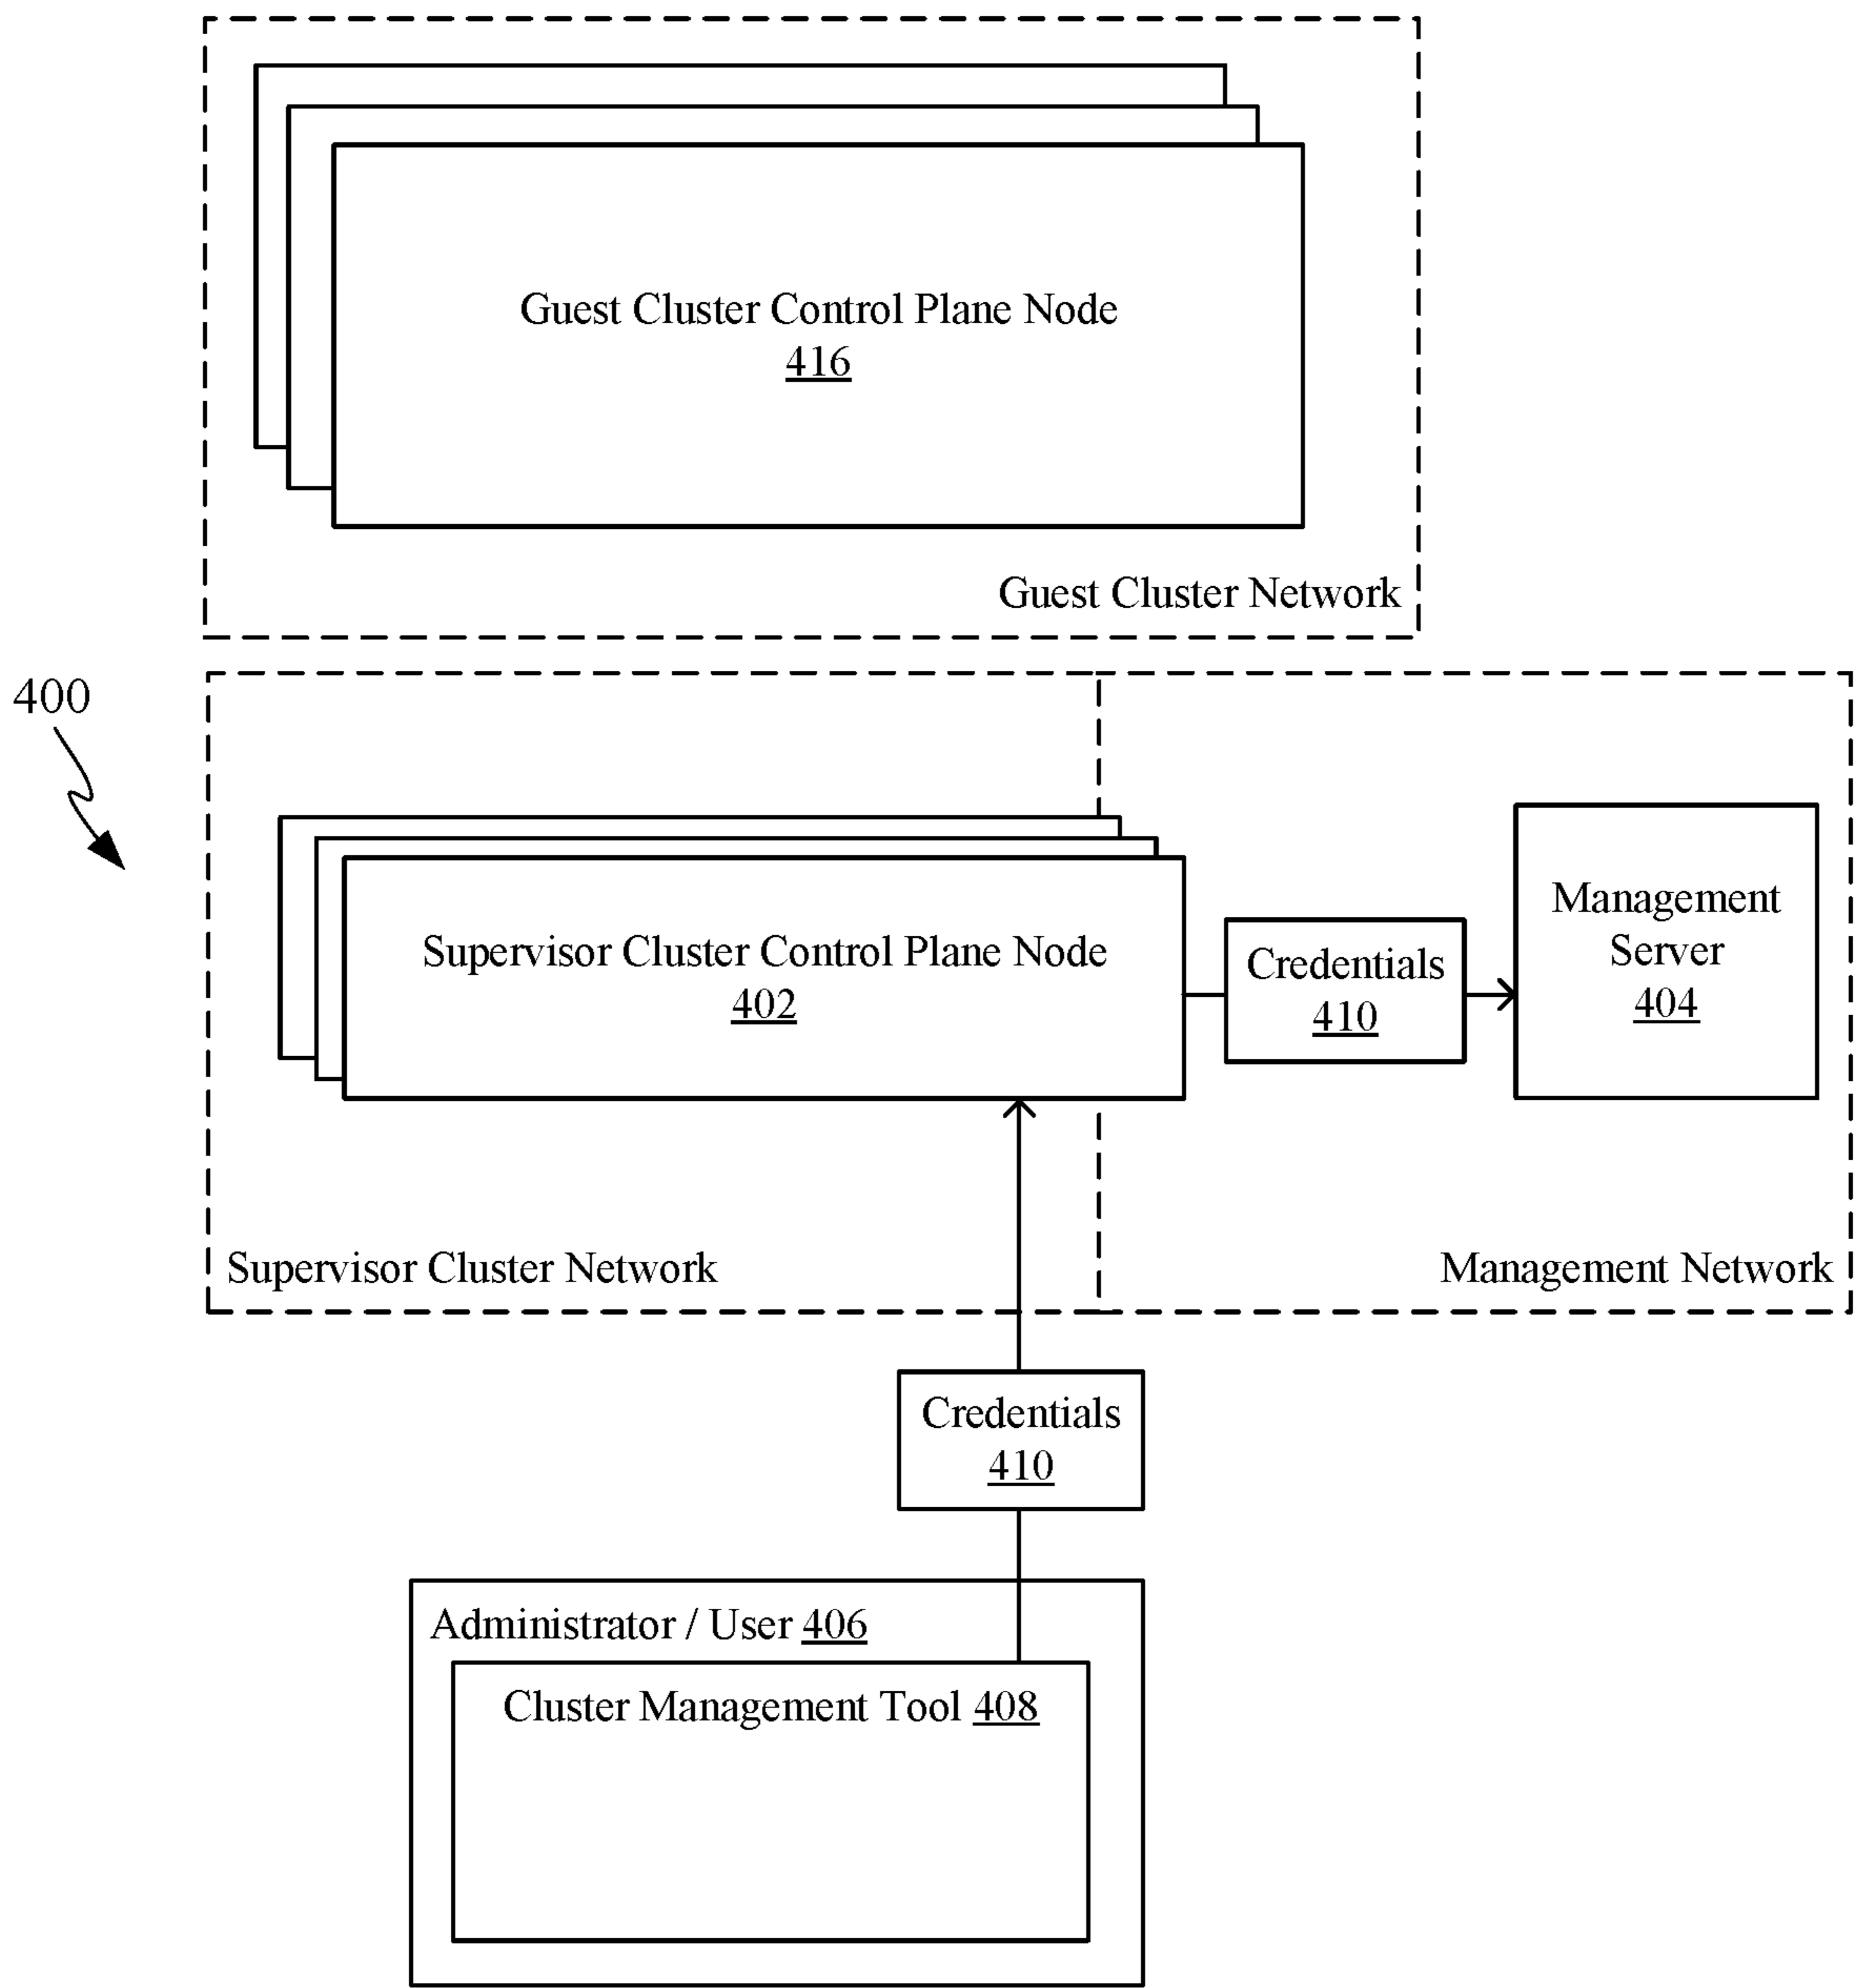 Guest Cluster Control Plane Node
416
Guest Cluster Network
400
Supervisor Cluster Control Plane Node
402
Credentials
410
Management
Server
404
Supervisor Cluster Network
Management Network
Credentials
410
Administrator / User 406
Cluster Management Tool 408